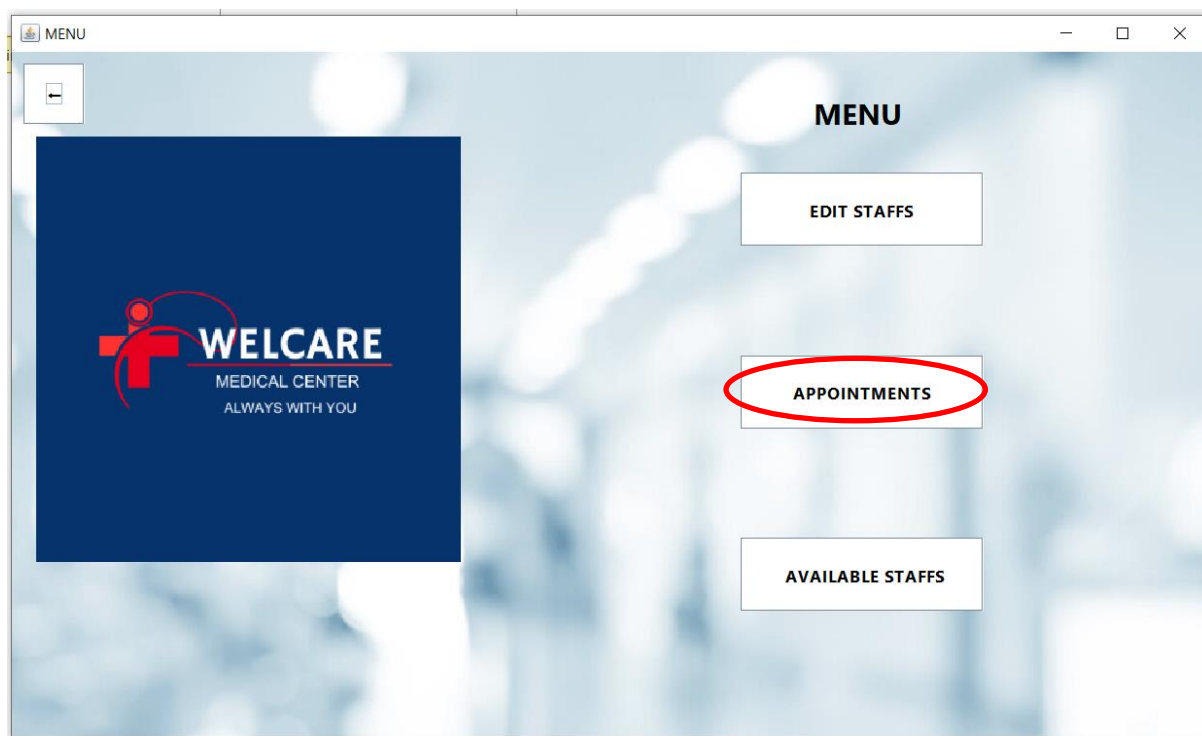 MENU
←
MENU
EDIT STAFFS
WELCARE
MEDICAL CENTER
ALWAYS WITH YOU
APPOINTMENTS
AVAILABLE STAFFS